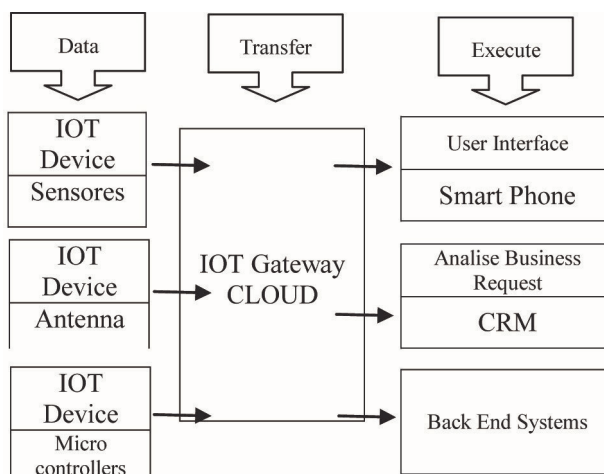 Data
Transfer
Execute
IOT
Device
Sensores
IOT
Device
Antenna
IOT
Device
Micro
controllers
IOT Gateway
CLOUD
User Interface
Smart Phone
Analise Business
Request
CRM
Back End Systems